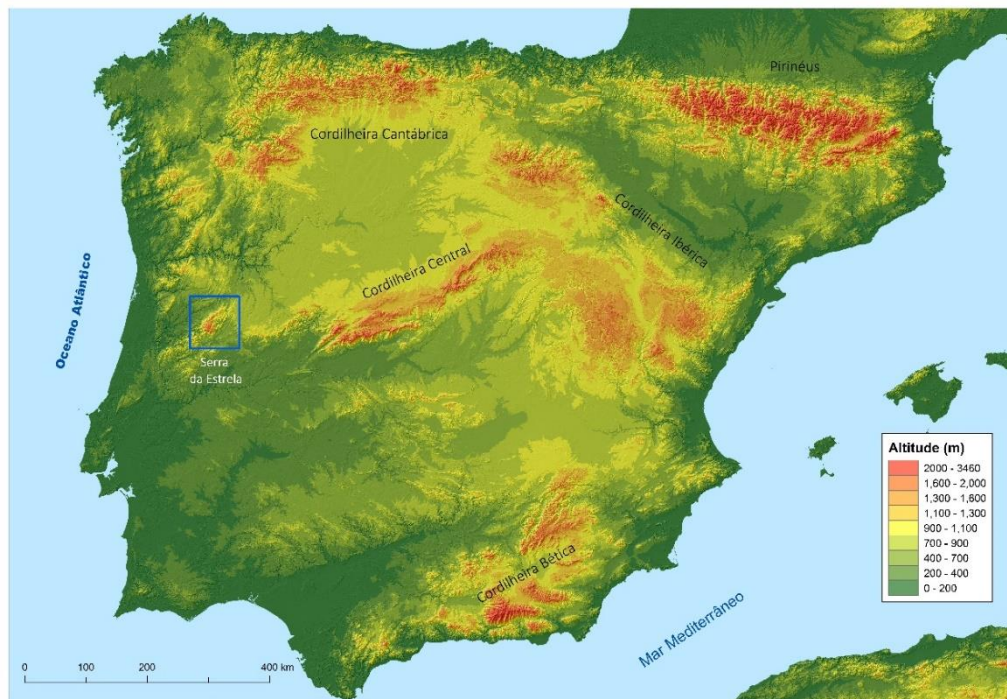 Pirinéus
Cordilheira Cantábrica
Cordilheira Ibérica
Cordilheira Central
Oceano Atlântico
Serra
da Estrela
Altitude (m)
2000 - 3460
1,600 - 2,000
1,300 - 1,600
1,100 - 1,300
900 - 1,100
700 - 900
400 - 700
200 - 400
0 - 200
Cordilheira Bética
Mar Mediterrâneo
0 100 200 400 km